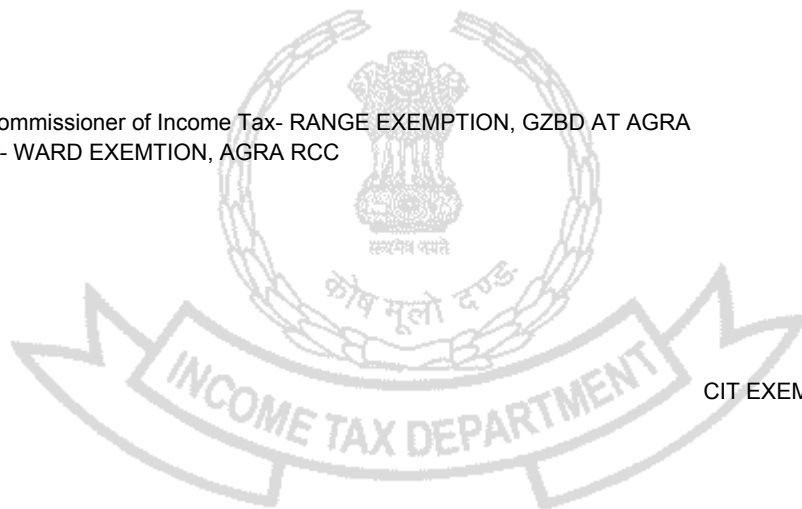 ommissioner of Income Tax- RANGE EXEMPTION, GZBD AT AGRA
- WARD EXEMTION, AGRA RCC
सत्यमेव जयते
कोष मूलो दण्ड
CIT EXEM
INCOME TAX DEPARTMENT